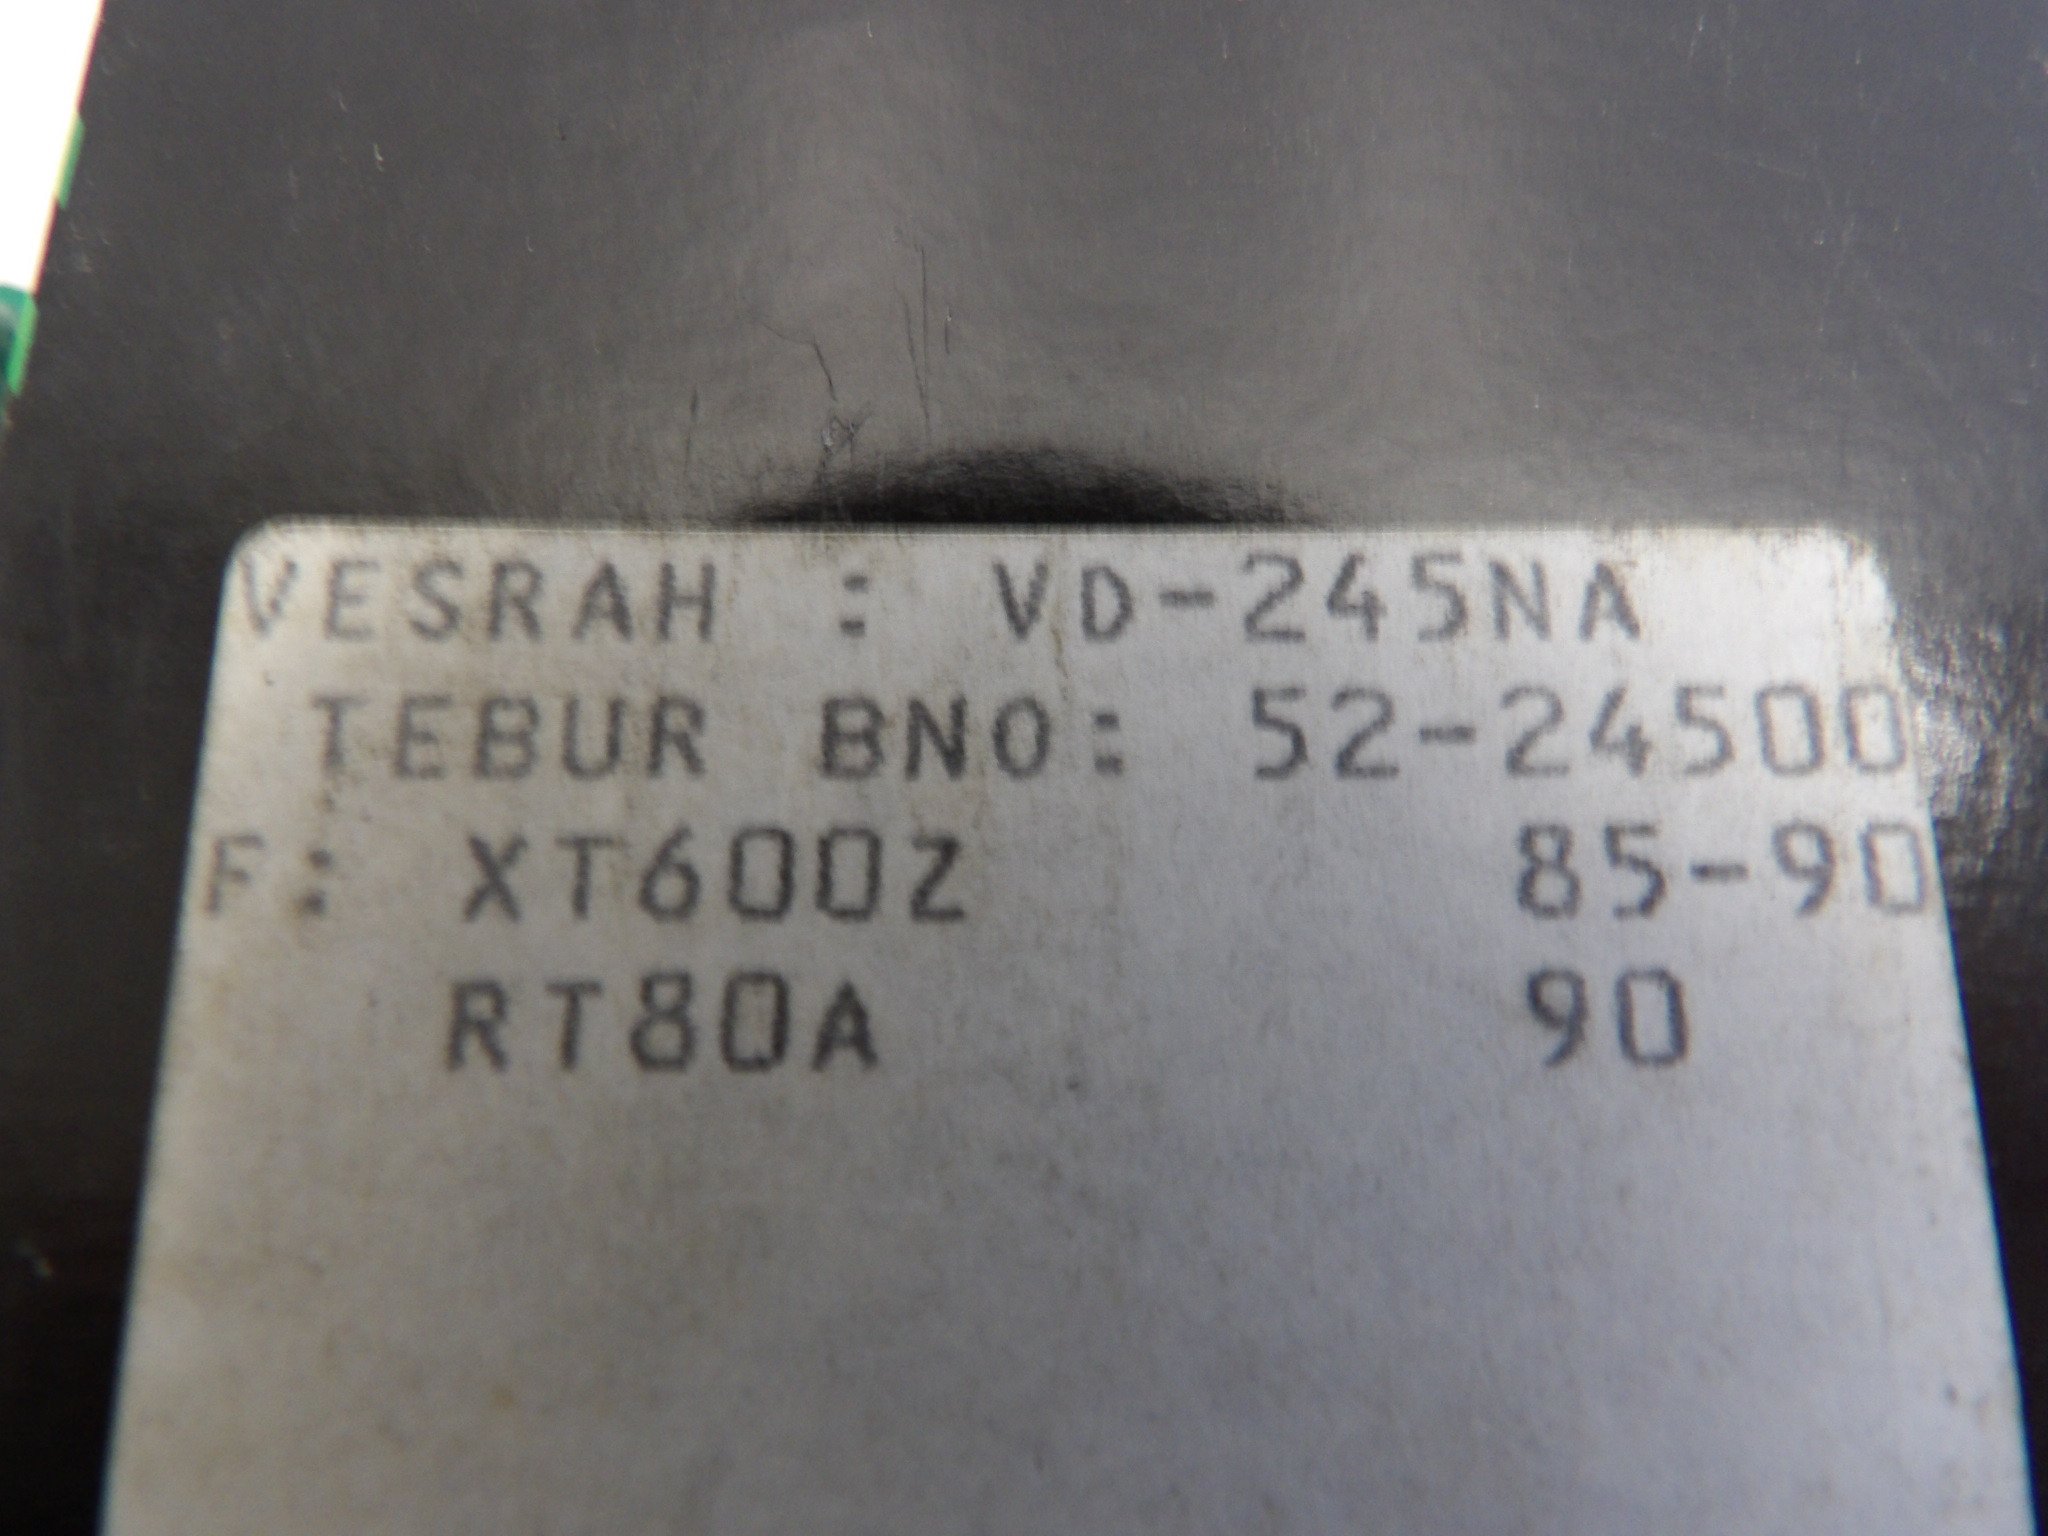 VESRAH : VD-245NA
TEBUR BNO: 52-24500
F: XT600Z 85-90
RT80A 90